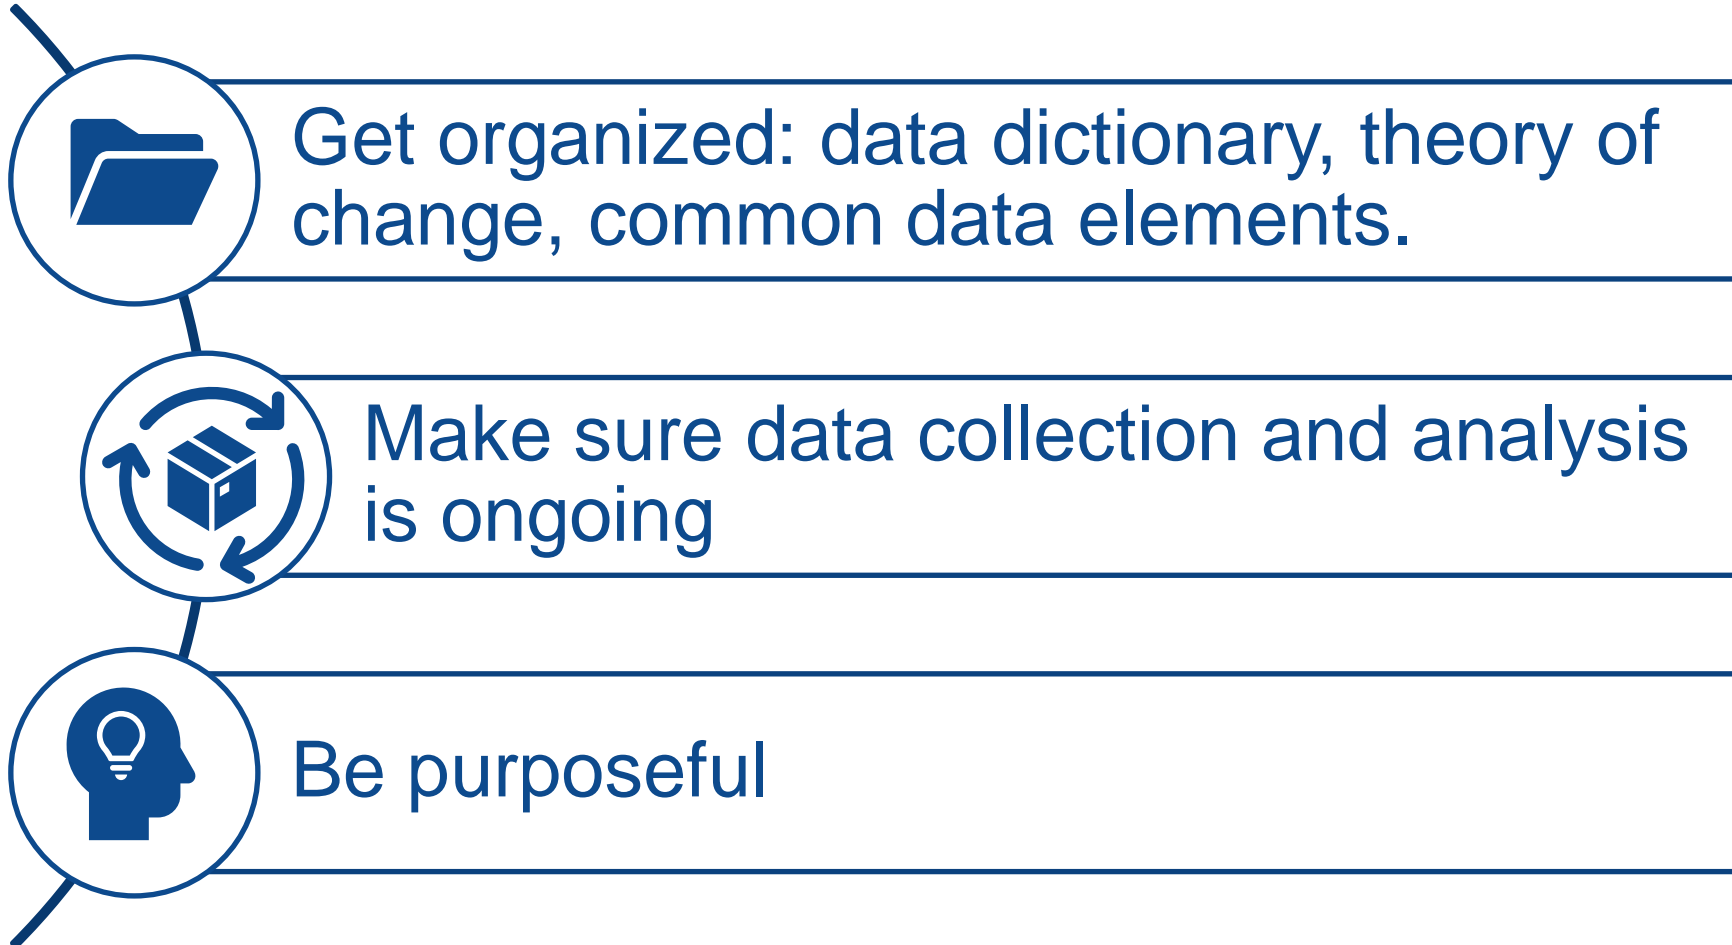 Get organized: data dictionary, theory of
change, common data elements.
Make sure data collection and analysis
is ongoing
Be purposeful